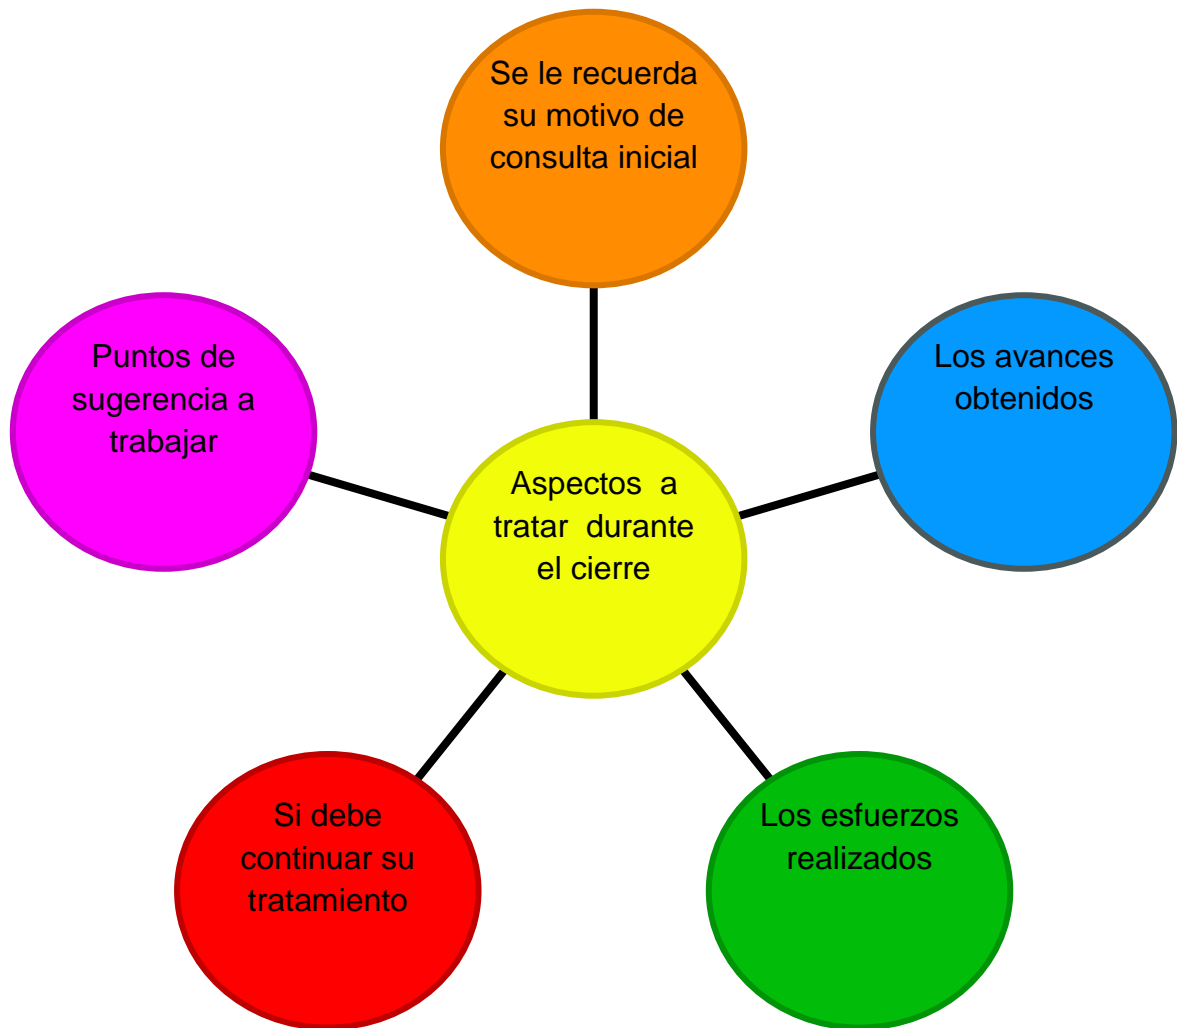 Se le recuerda
su motivo de
consulta inicial
Puntos de
sugerencia a
trabajar
Los avances
obtenidos
Aspectos  a
tratar  durante
el cierre
Si debe
continuar su
tratamiento
Los esfuerzos
realizados